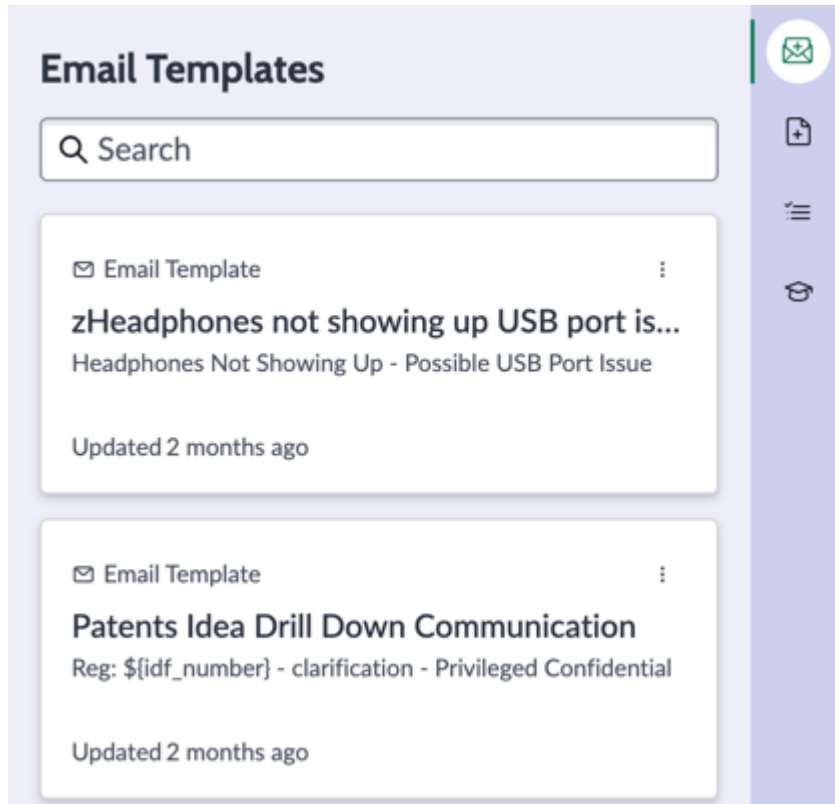 Email Templates
Search
Email Template
zHeadphones not showing up USB port is...
Headphones Not Showing Up - Possible USB Port Issue
Updated 2 months ago
Email Template
Patents Idea Drill Down Communication
Reg: ${idf_number} - clarification - Privileged Confidential
Updated 2 months ago